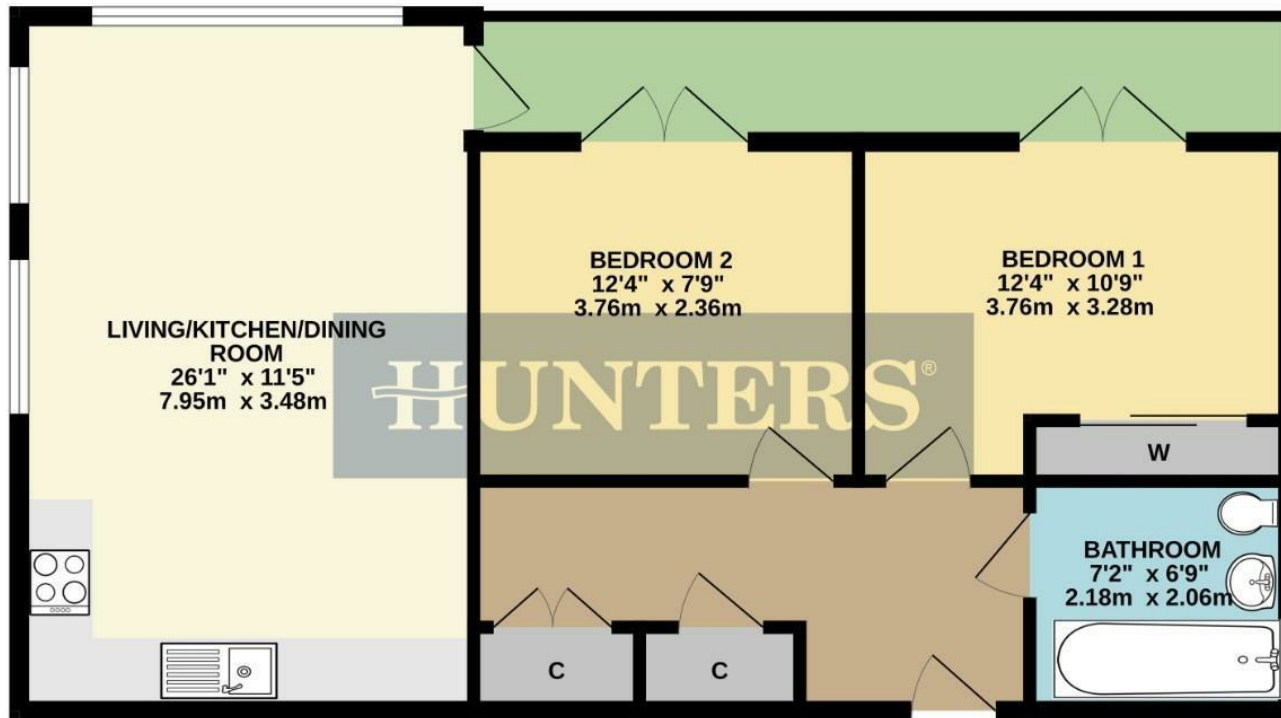 BEDROOM 2
12'4" x 7'9"
3.76m x 2.36m
BEDROOM 1
12'4" x 10'9"
3.76m x 3.28m
LIVING/KITCHEN/DINING
ROOM
26'1" x 11'5"
7.95m x 3.48m
HUNTERS®
W
BATHROOM
7'2" x 6'9"
2.18m x 2.06m
C
C